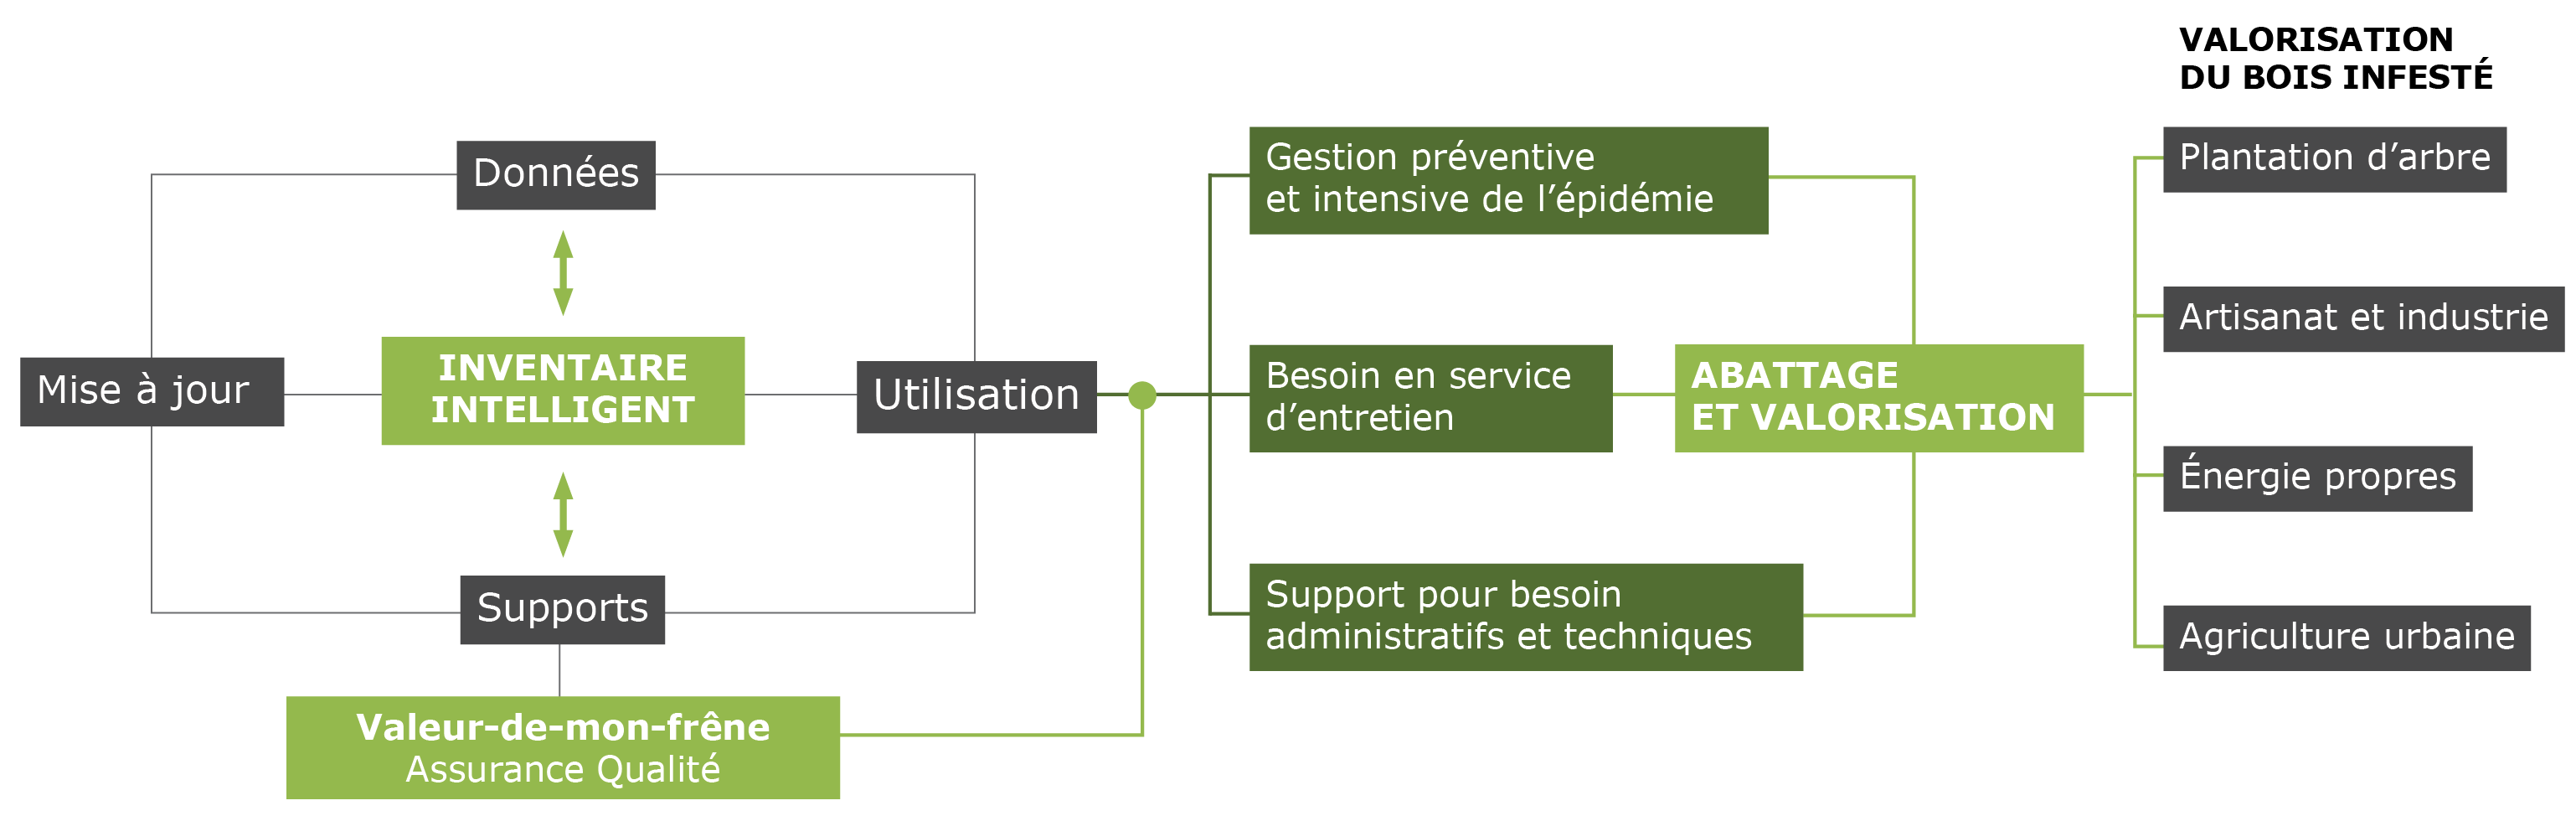 Données
Mise à jour
INVENTAIRE
INTELLIGENT
Utilisation
Supports
Valeur-de-mon-frêne
Assurance Qualité
Gestion préventive
et intensive de l’épidémie
Besoin en service
d’entretien
Support pour besoin
administratifs et techniques
ABATTAGE
ET VALORISATION
VALORISATION
DU BOIS INFESTÉ
Plantation d’arbre
Artisanat et industrie
Énergie propres
Agriculture urbaine